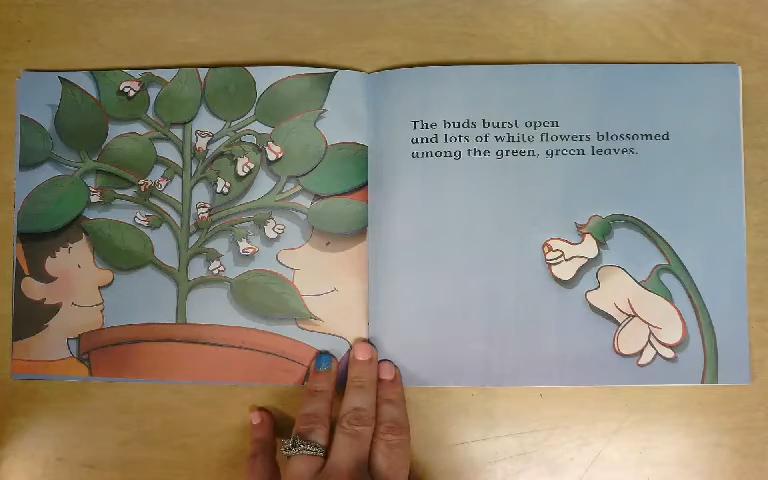 The buds burst open
and lots of white flowers blossomed
among the green, green leaves.